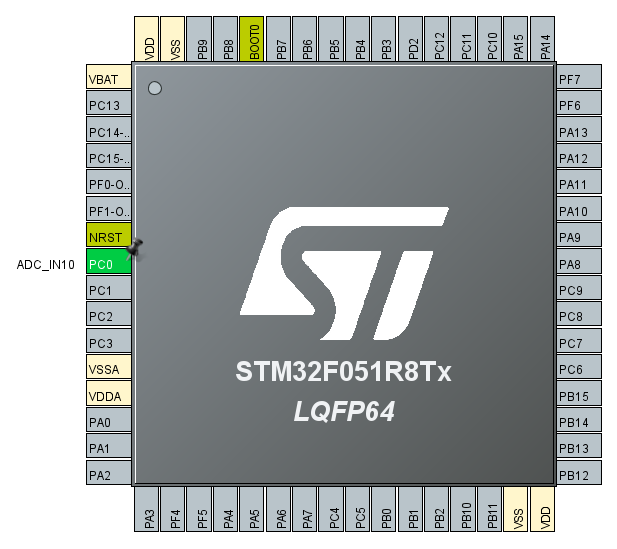 VDD
VSS
PB9
PB8
BOOT0
PB7
PB6
PB5
PB4
PB3
PD2
PC12
PC11
PC10
PA15
PA14
VBAT
PC13
PC14-..
PC15-..
PF0-O..
PF1-O..
NRST
ADC_IN10 PC0
PC1
PC2
PC3
VSSA
VDDA
PA0
PA1
PA2
PF7
PF6
PA13
PA12
PA11
PA10
PA9
PA8
PC9
PC8
PC7
PC6
PB15
PB14
PB13
PB12
ST
STM32F051R8Tx
LQFP64
PA3
PF4
PF5
PA4
PA5
PA6
PA7
PC4
PC5
PB0
PB1
PB2
PB10
PB11
VSS
VDD